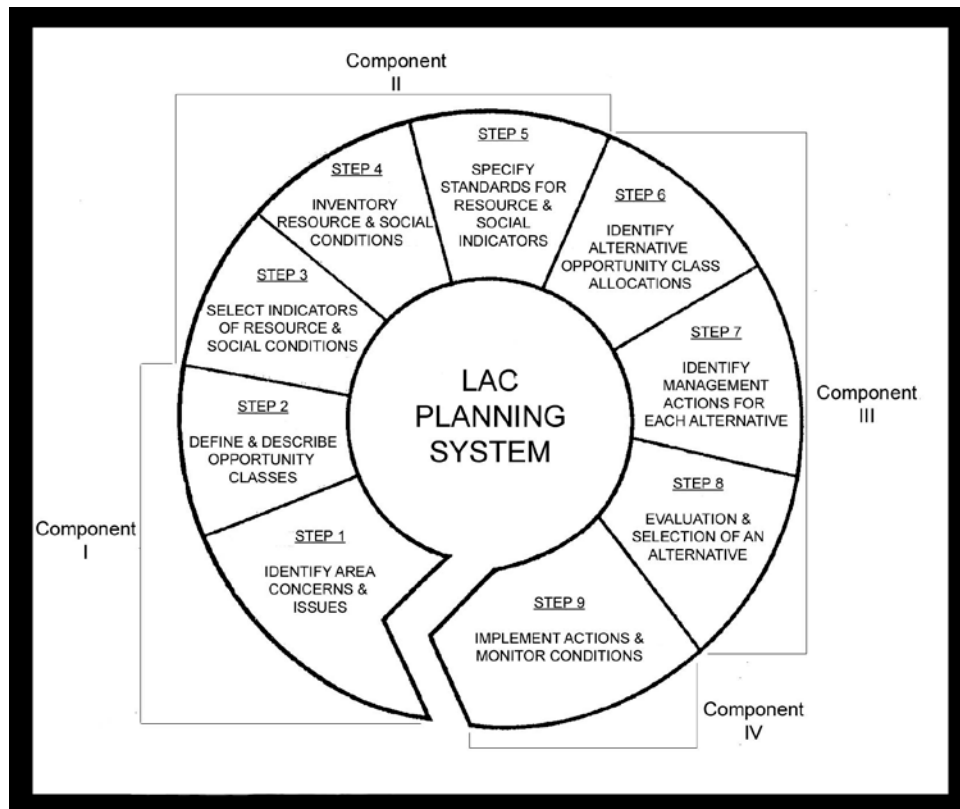 Component
II
STEP 5
SPECIFY
STANDARDS FOR
RESOURCE &
SOCIAL
INDICATORS
STEP 4
INVENTORY
RESOURCE & SOCIAL
CONDITIONS
STEP 6
IDENTIFY
ALTERNATIVE
OPPORTUNITY CLASS
ALLOCATIONS
STEP 3
SELECT INDICATORS
OF RESOURCE &
SOCIAL CONDITIONS
STEP 7
IDENTIFY
MANAGEMENT
ACTIONS FOR
EACH ALTERNATIVE
LAC
PLANNING
SYSTEM
Component
III
STEP 2
DEFINE & DESCRIBE
OPPORTUNITY
CLASSES
STEP 8
EVALUATION &
SELECTION OF AN
ALTERNATIVE
Component
I
STEP 1
IDENTIFY AREA
CONCERNS &
ISSUES
STEP 9
IMPLEMENT ACTIONS &
MONITOR CONDITIONS
Component
IV